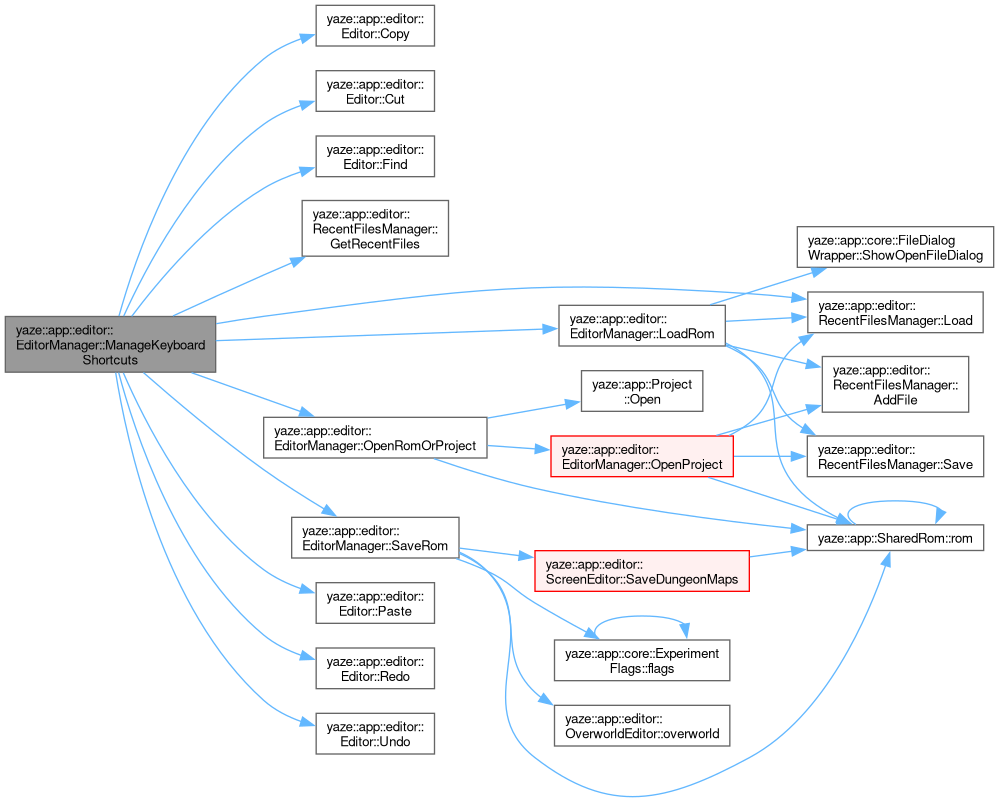 yaze::app::editor::
Editor::Copy
yaze::app::editor::
Editor::Cut
yaze::app::editor::
Editor::Find
yaze::app::editor::
RecentFilesManager::
GetRecentFiles
yaze::app::editor::
EditorManager::ManageKeyboard
Shortcuts
yaze::app::editor::
EditorManager::LoadRom
yaze::app::core::FileDialog
Wrapper::ShowOpenFileDialog
yaze::app::editor::
RecentFilesManager::Load
yaze::app::editor::
RecentFilesManager::
AddFile
yaze::app::Project
::Open
yaze::app::editor::
EditorManager::OpenRomOrProject
yaze::app::editor::
EditorManager::OpenProject
yaze::app::editor::
RecentFilesManager::Save
yaze::app::SharedRom::rom
yaze::app::editor::
EditorManager::SaveRom
yaze::app::editor::
ScreenEditor::SaveDungeonMaps
yaze::app::core::Experiment
Flags::flags
yaze::app::editor::
OverworldEditor::overworld
yaze::app::editor::
Editor::Paste
yaze::app::editor::
Editor::Redo
yaze::app::editor::
Editor::Undo